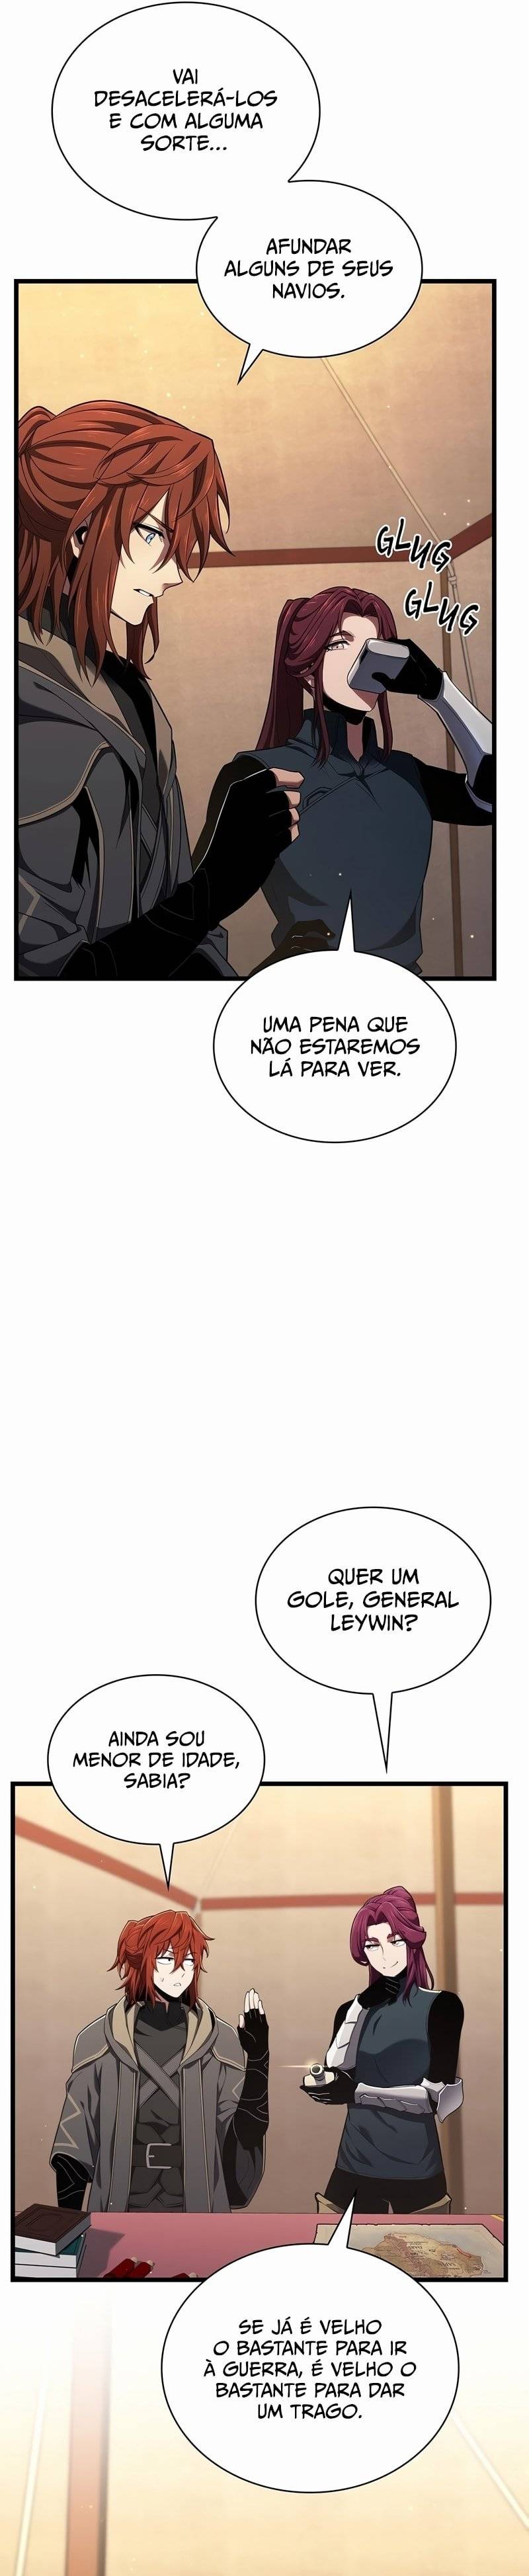 VAI
DESACELERÁ-LOS
E COM ALGUMA
SORTE...
AFUNDAR
ALGUNS DE SEUS
NAVIOS.
GLUG
GLUG
UMA PENA QUE
NÃO ESTAREMOS
LÁ PARA VER.
QUER UM
GOLE, GENERAL
LEYWIN?
AINDA SOU
MENOR DE IDADE,
SABIA?
SE JÁ É VELHO
O BASTANTE PARA IR
À GUERRA, É VELHO O
BASTANTE PARA DAR
UM TRAGO.